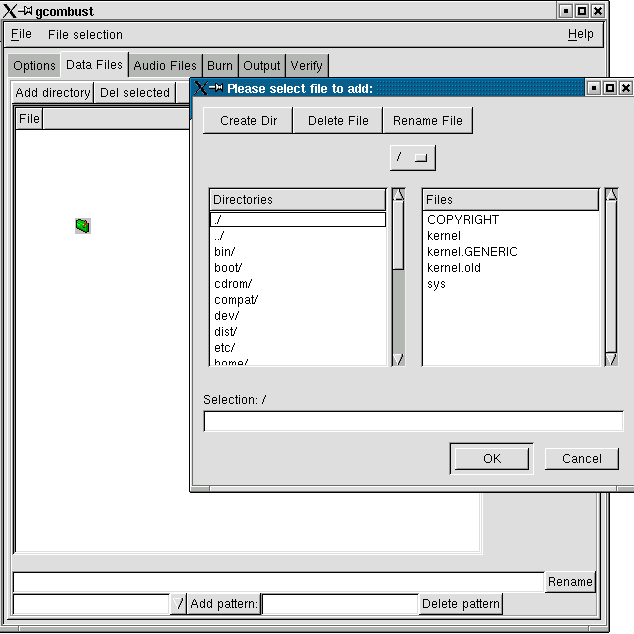 gcombust
File File selection Help
Options Data Files Audio Files Burn Output Verify
Add directory Del selected
File
Please select file to add:
Create Dir Delete File Rename File
/
Directories
./
../
bin/
boot/
cdrom/
compat/
dev/
dist/
etc/
home/
Files
COPYRIGHT
kernel
kernel.GENERIC
kernel.old
sys
Selection: /
OK Cancel
Rename
/ Add pattern: Delete pattern